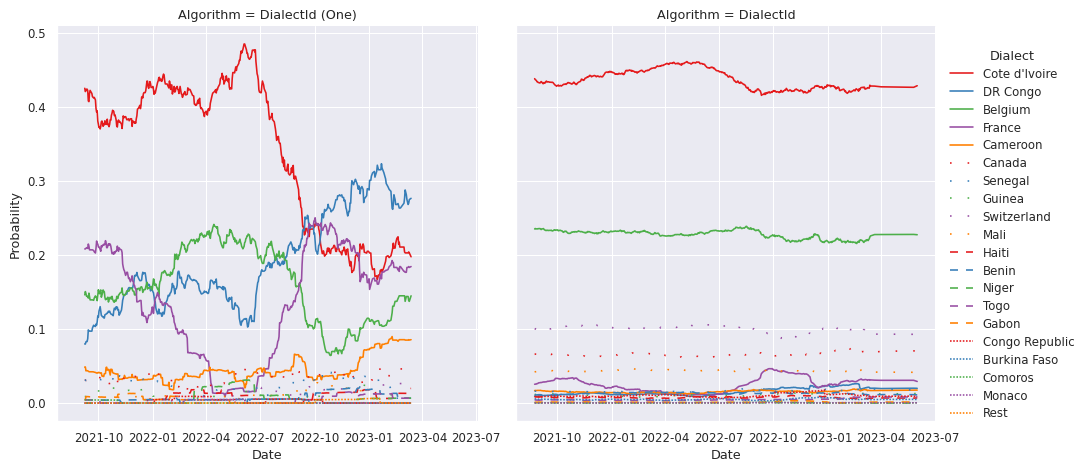 Algorithm = DialectId (One)
Algorithm = DialectId
Probability
0.5
0.4
0.3
0.2
0.1
0.0
2021-10 2022-01 2022-04 2022-07 2022-10 2023-01 2023-04 2023-07
Date
2021-10 2022-01 2022-04 2022-07 2022-10 2023-01 2023-04 2023-07
Date
Dialect
Cote d'Ivoire
DR Congo
Belgium
France
Cameroon
Canada
Senegal
Guinea
Switzerland
Mali
Haiti
Benin
Niger
Togo
Gabon
Congo Republic
Burkina Faso
Comoros
Monaco
Rest